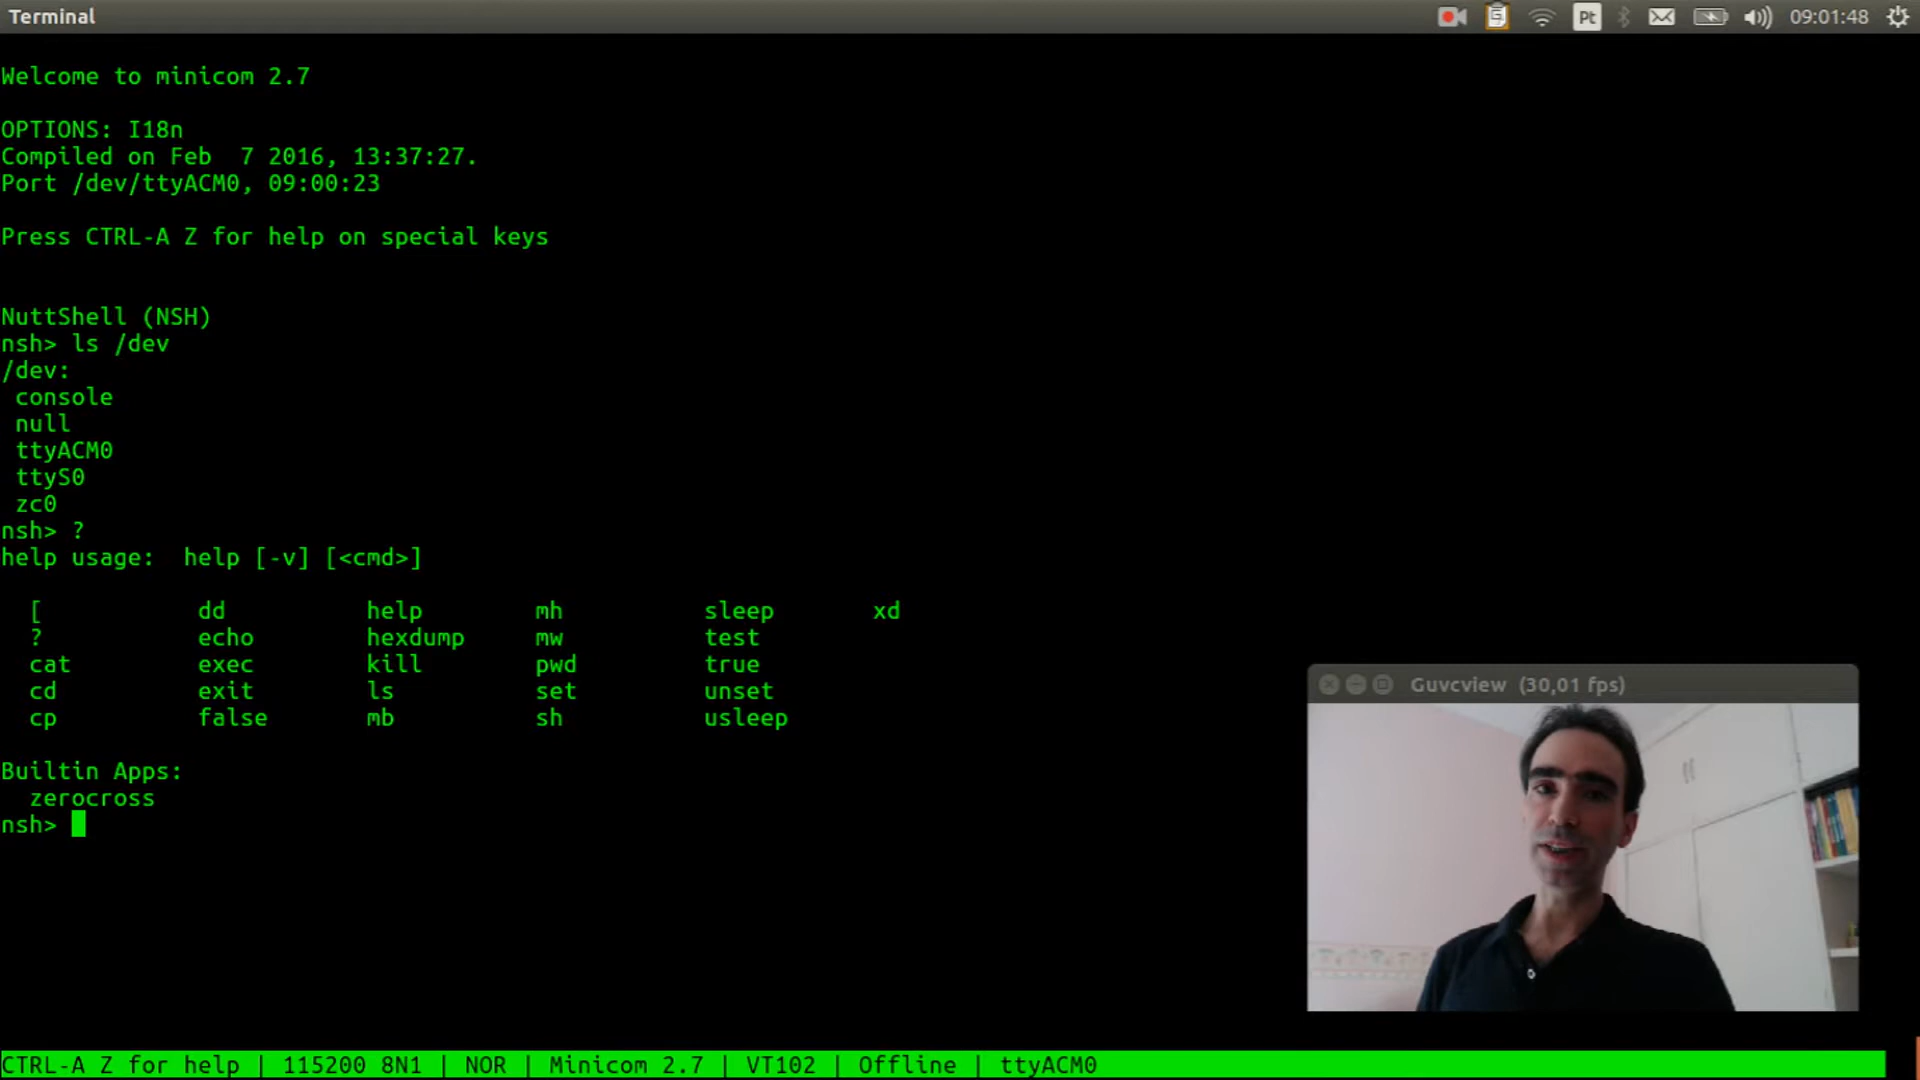 Terminal
Pt
09:01:48
Welcome to minicom 2.7
OPTIONS: I18n
Compiled on Feb  7 2016, 13:37:27.
Port /dev/ttyACM0, 09:00:23
Press CTRL-A Z for help on special keys
NuttShell (NSH)
nsh> ls /dev
/dev:
 console
 null
 ttyACM0
 ttyS0
 zc0
nsh> ?
help usage:  help [-v] [<cmd>]
  [           dd          help        mh          sleep       xd
  ?           echo        hexdump     mw          test
  cat         exec        kill        pwd         true
  cd          exit        ls          set         unset
  cp          false       mb          sh          usleep
Builtin Apps:
  zerocross
nsh>
Guvcview  (30,01 fps)
CTRL-A Z for help | 115200 8N1 | NOR | Minicom 2.7 | VT102 | Offline | ttyACM0